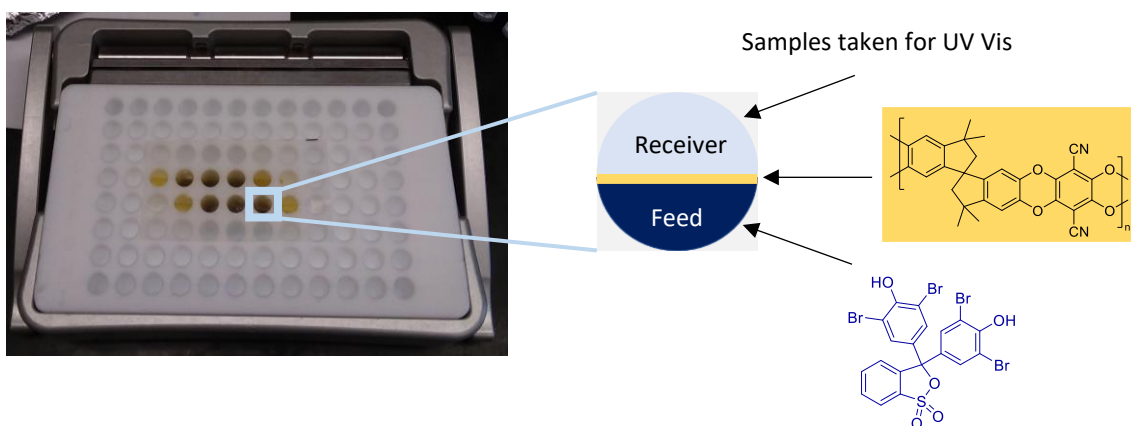 Samples taken for UV Vis
Receiver
Feed
CN
O
O
O
O
CN
n
HO
Br
Br
Br
OH
Br
O
S
O
O